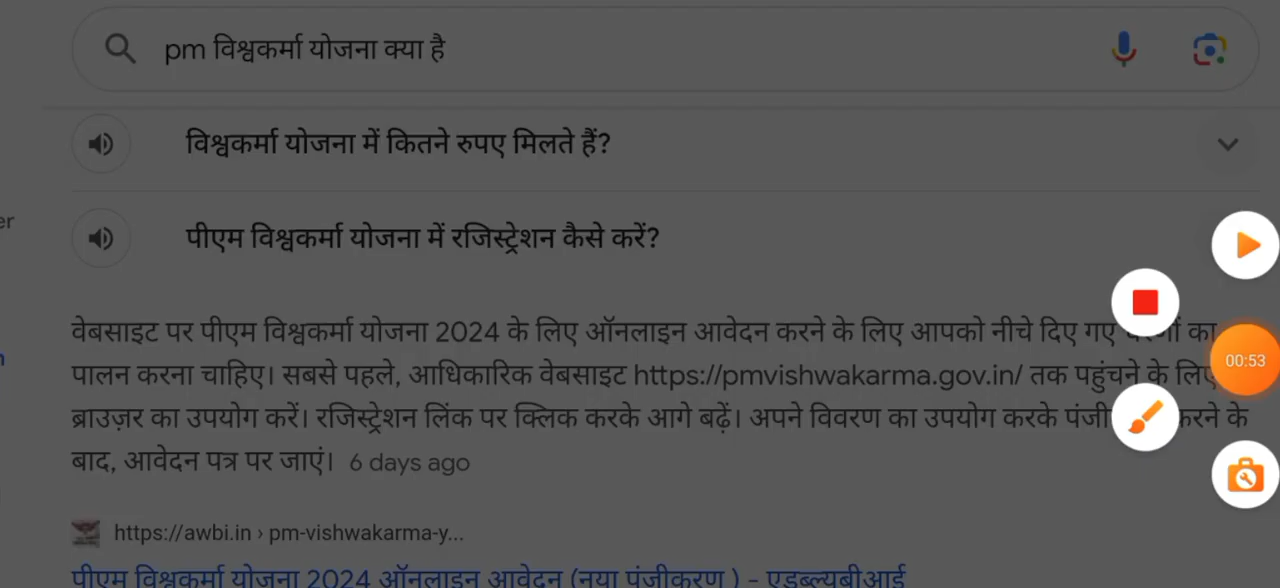 pm विश्वकर्मा योजना क्या है
विश्वकर्मा योजना में कितने रुपए मिलते हैं?
er
पीएम विश्वकर्मा योजना में रजिस्ट्रेशन कैसे करें?
वेबसाइट पर पीएम विश्वकर्मा योजना 2024 के लिए ऑनलाइन आवेदन करने के लिए आपको नीचे दिए गए का
पालन करना चाहिए। सबसे पहले, आधिकारिक वेबसाइट https://pmvishwakarma.gov.in/ तक पहुंचने के लिए
00:53
ब्राउज़र का उपयोग करें। रजिस्ट्रेशन लिंक पर क्लिक करके आगे बढ़ें। अपने विवरण का उपयोग करके करने के
बाद, आवेदन पत्र पर जाएं। 6 days ago
https://awbi.in › pm-vishwakarma-y...
पीएम विश्वकर्मा योजना 2024 ऑनलाइन आवेदन (नया पंजीकरण ) - एडब्ल्यूबीआई